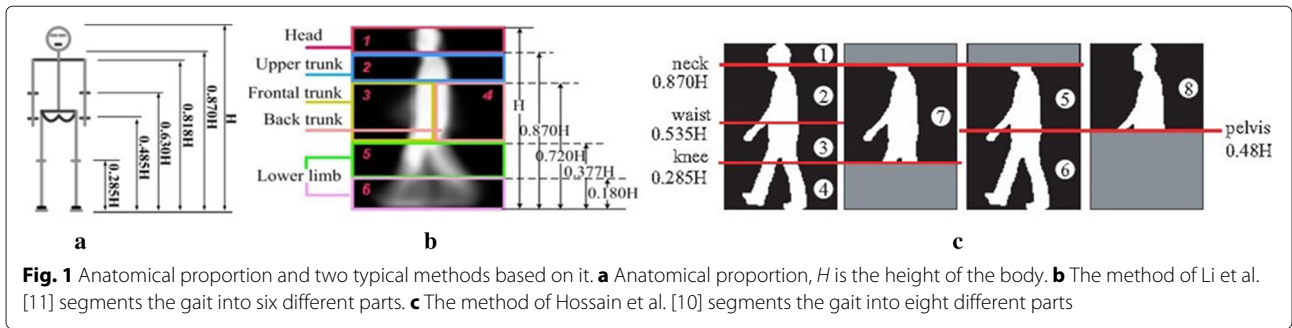 H
0.870H
0.818H
0.630H
0.485H
0.285H
a
Head
Upper trunk
Frontal trunk
Back trunk
Lower limb
1
2
3
4
5
6
H
0.870H
0.720H
0.377H
0.180H
b
neck
0.870H
waist
0.535H
knee
0.285H
1
2
3
4
7
5
6
8
pelvis
0.48H
c
Fig. 1 Anatomical proportion and two typical methods based on it. a Anatomical proportion, H is the height of the body. b The method of Li et al.
[11] segments the gait into six different parts. c The method of Hossain et al. [10] segments the gait into eight different parts